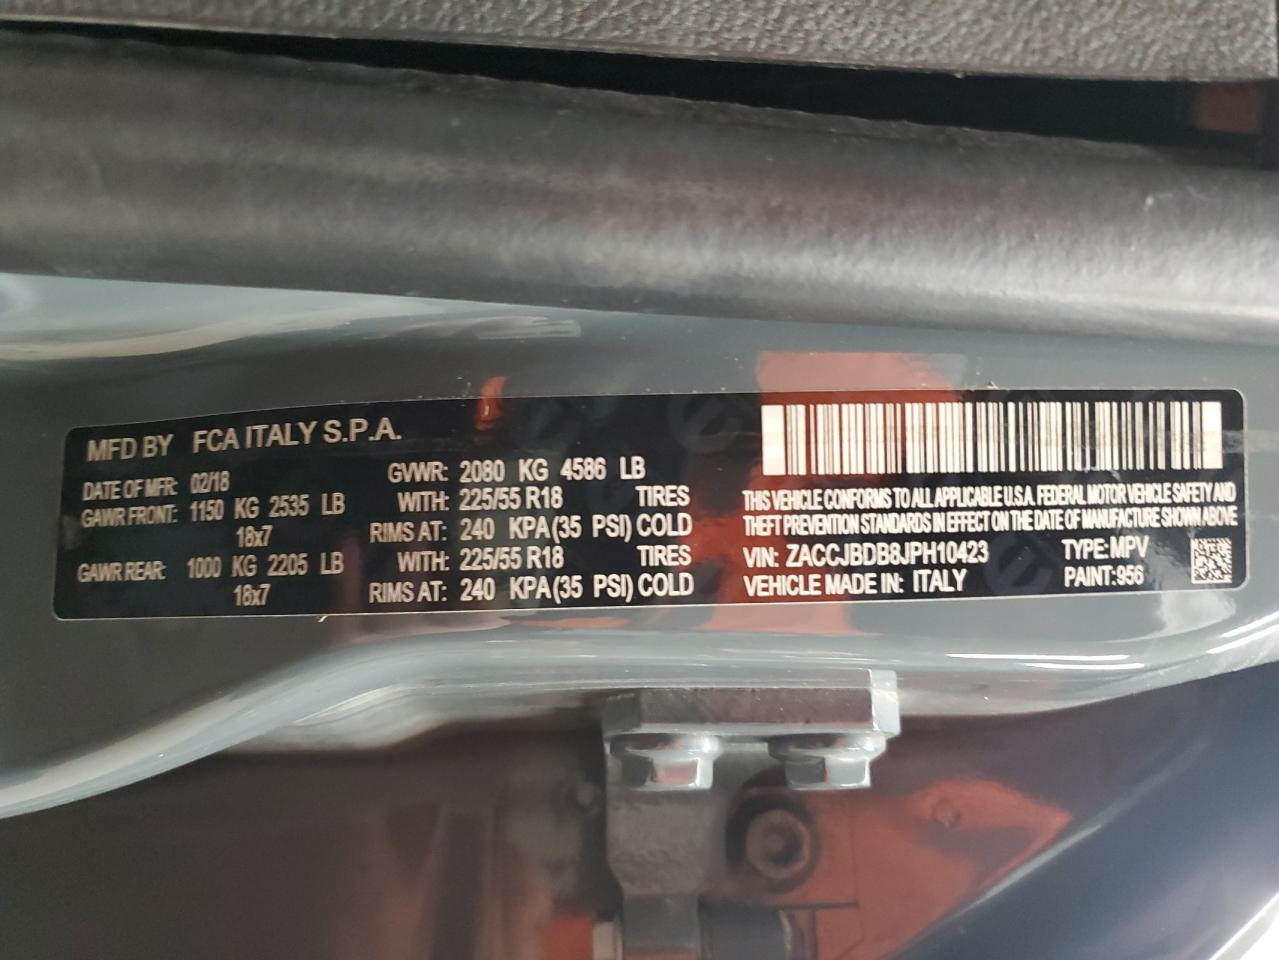 MFD BY FCA ITALY S.P.A.
DATE OF MFR: 02/18 GVWR: 2080 KG 4586 LB
GAWR FRONT: 1150 KG 2535 LB WITH: 225/55 R18 TIRES
18x7 RIMS AT: 240 KPA(35 PSI) COLD
GAWR REAR: 1000 KG 2205 LB WITH: 225/55 R18 TIRES
18x7 RIMS AT: 240 KPA(35 PSI) COLD
THIS VEHICLE CONFORMS TO ALL APPLICABLE U.S.A. FEDERAL MOTOR VEHICLE SAFETY AND
THEFT PREVENTION STANDARDS IN EFFECT ON THE DATE OF MANUFACTURE SHOWN ABOVE
VIN: ZACCJBDB8JPH10423 TYPE: MPV
VEHICLE MADE IN: ITALY PAINT: 956